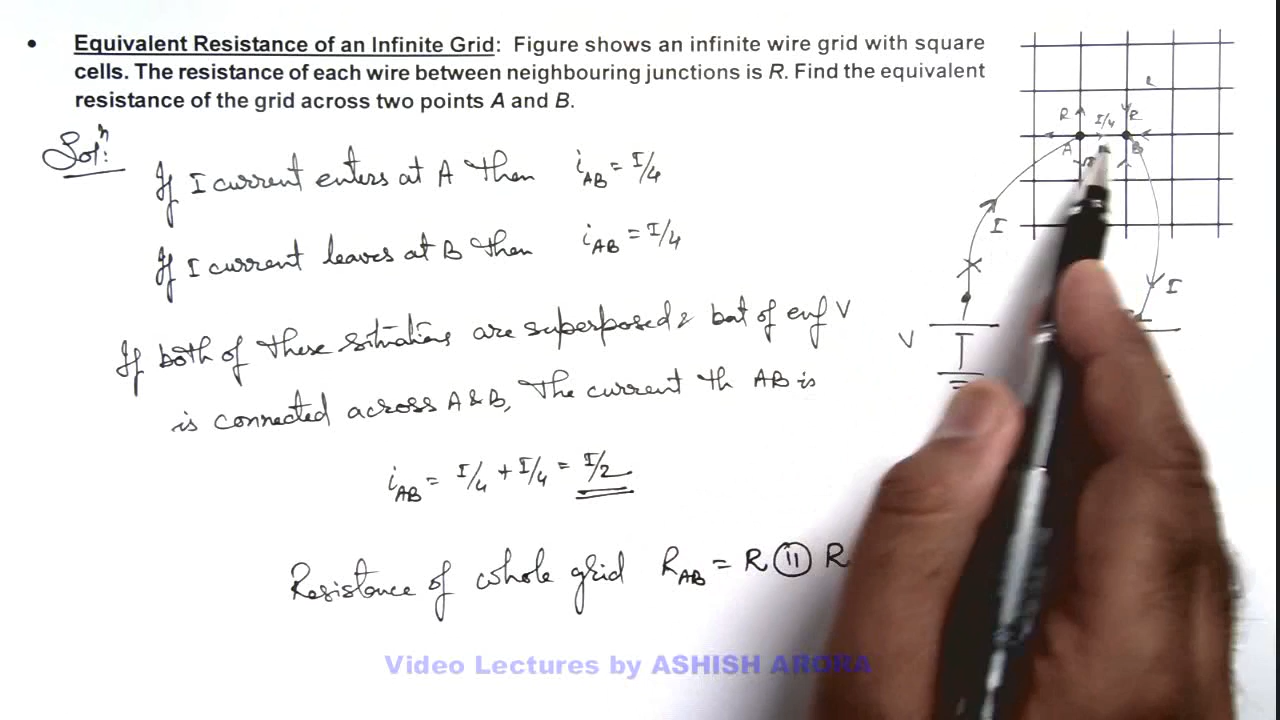 • Equivalent Resistance of an Infinite Grid: Figure shows an infinite wire grid with square
cells. The resistance of each wire between neighbouring junctions is R. Find the equivalent
resistance of the grid across two points A and B.
Solⁿ:
If I current enters at A then i_AB = I/4
If I current leaves at B then i_AB = I/4
If both of these situations are superposed & bat of emf V
is connected across A & B, The current th AB is
i_AB = I/4 + I/4 = I/2
Resistance of whole grid R_AB = R (11) R
R I/4 R
A B
I
I
V
Video Lectures by ASHISH ARORA